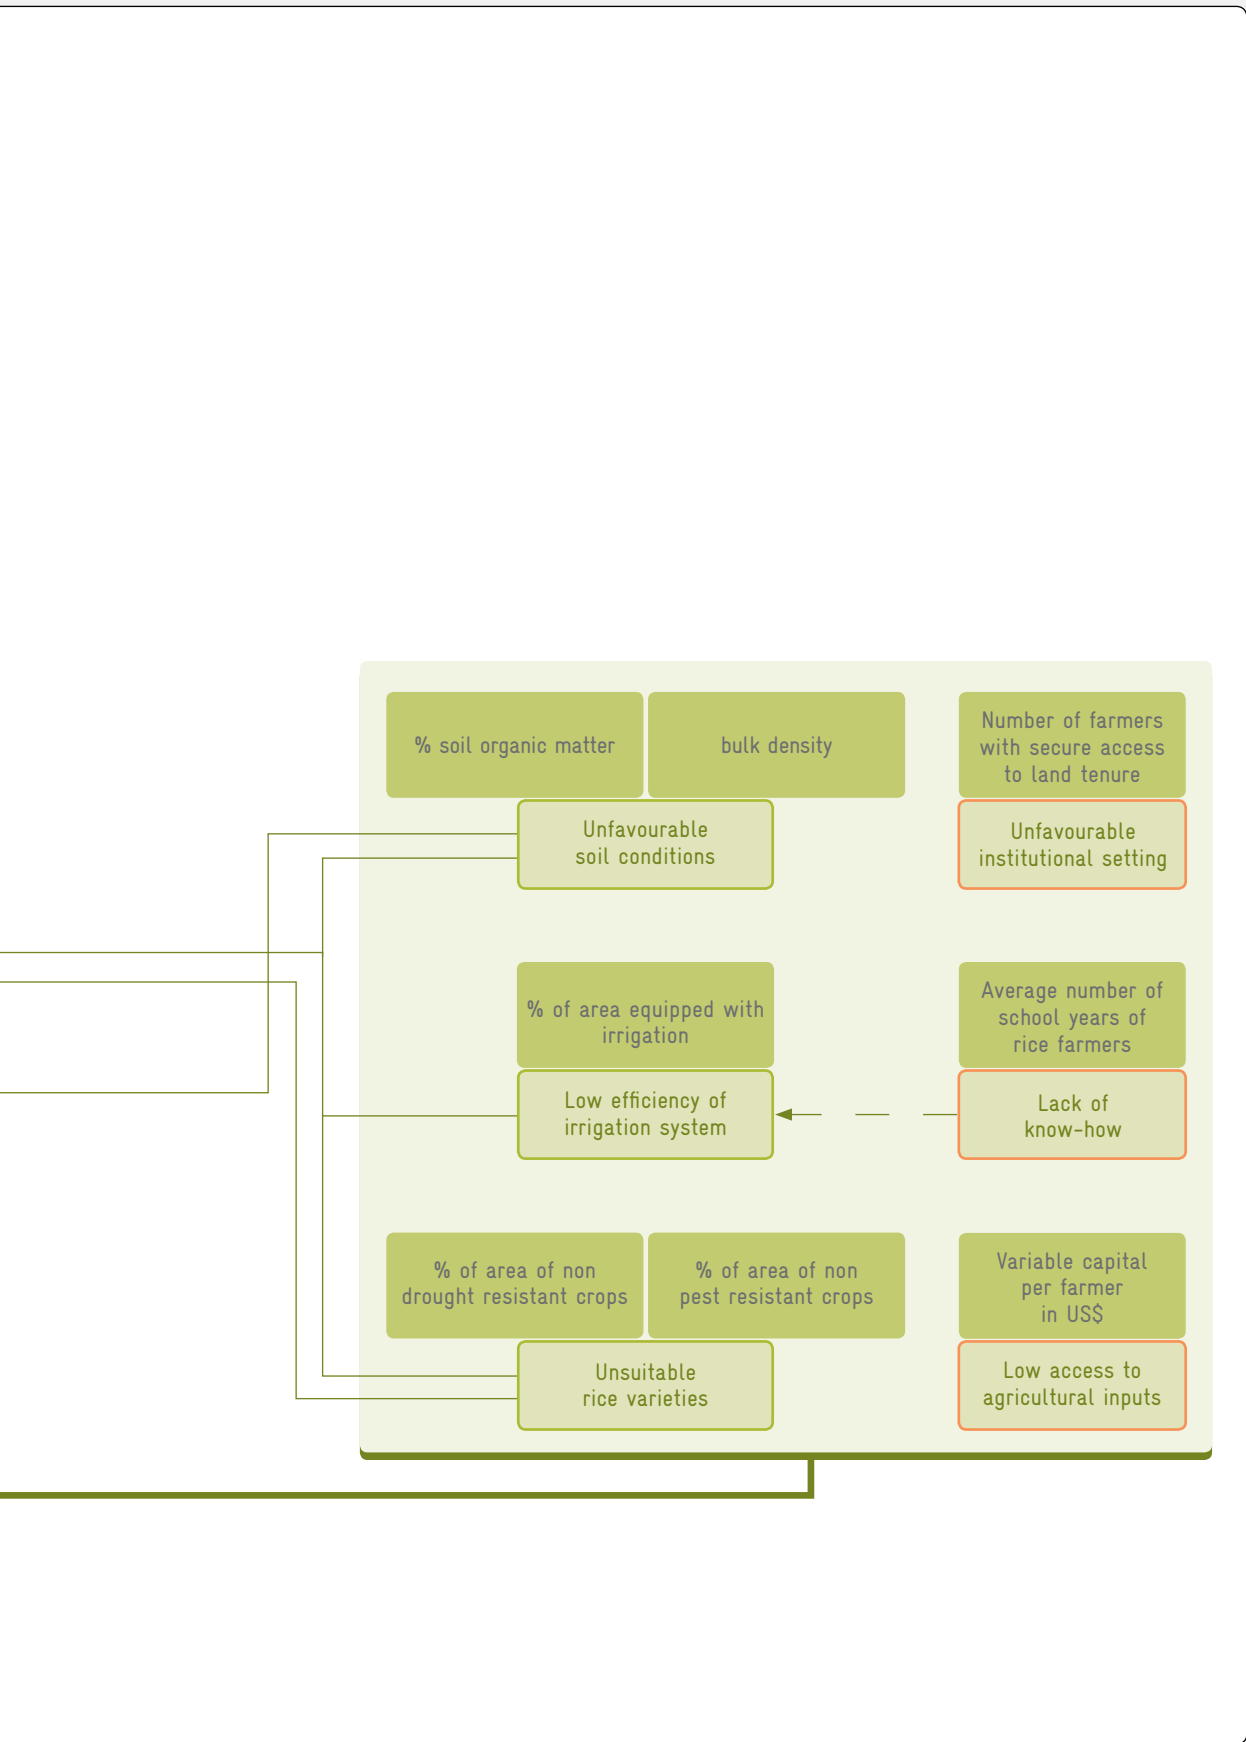 % soil organic matter
bulk density
Number of farmers
with secure access
to land tenure
Unfavourable
soil conditions
Unfavourable
institutional setting
% of area equipped with
irrigation
Average number of
school years of
rice farmers
Low efficiency of
irrigation system
Lack of
know-how
% of area of non
drought resistant crops
% of area of non
pest resistant crops
Variable capital
per farmer
in US$
Unsuitable
rice varieties
Low access to
agricultural inputs